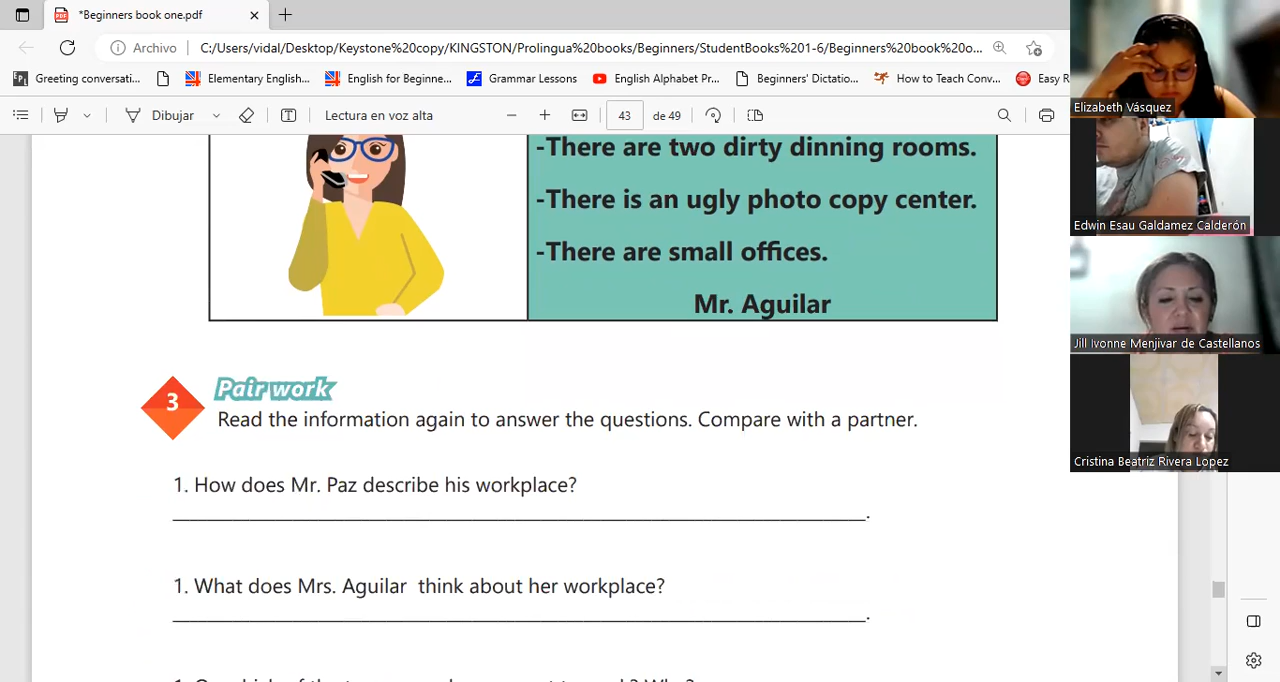 *Beginners book one.pdf
Archivo
C:/Users/vidal/Desktop/Keystone%20copy/KINGSTON/Prolingua%20books/Beginners/StudentBooks%201-6/Beginners%20book%20o...
Greeting conversati...
Elementary English...
English for Beginne...
Grammar Lessons
English Alphabet Pr...
Beginners' Dictatio...
How to Teach Conv...
Easy R
Dibujar
Lectura en voz alta
43
de 49
-There are two dirty dinning rooms.
-There is an ugly photo copy center.
-There are small offices.
Mr. Aguilar
3
Pair work
Read the information again to answer the questions. Compare with a partner.
1. How does Mr. Paz describe his workplace?
1. What does Mrs. Aguilar think about her workplace?
Elizabeth Vásquez
Edwin Esau Galdamez Calderón
Jill Ivonne Menjivar de Castellanos
Cristina Beatriz Rivera Lopez